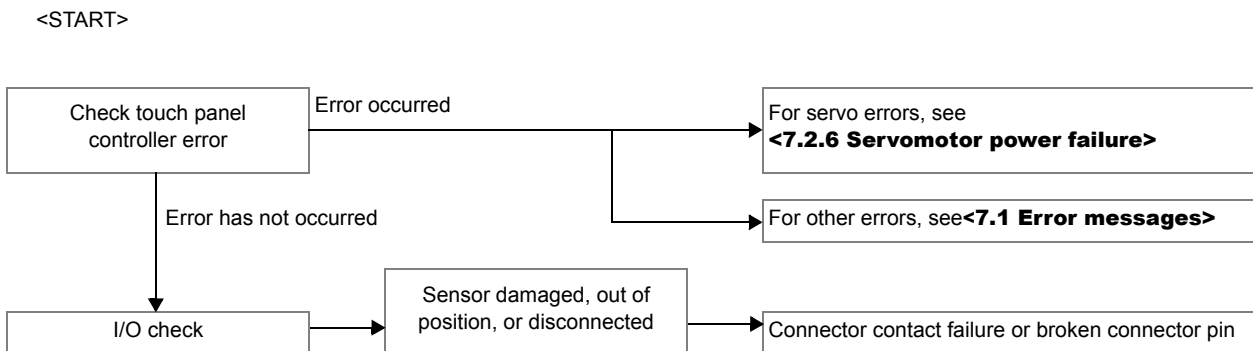 <START>
Check touch panel
controller error
Error occurred
For servo errors, see
<7.2.6 Servomotor power failure>
Error has not occurred
For other errors, see<7.1 Error messages>
I/O check
Sensor damaged, out of
position, or disconnected
Connector contact failure or broken connector pin